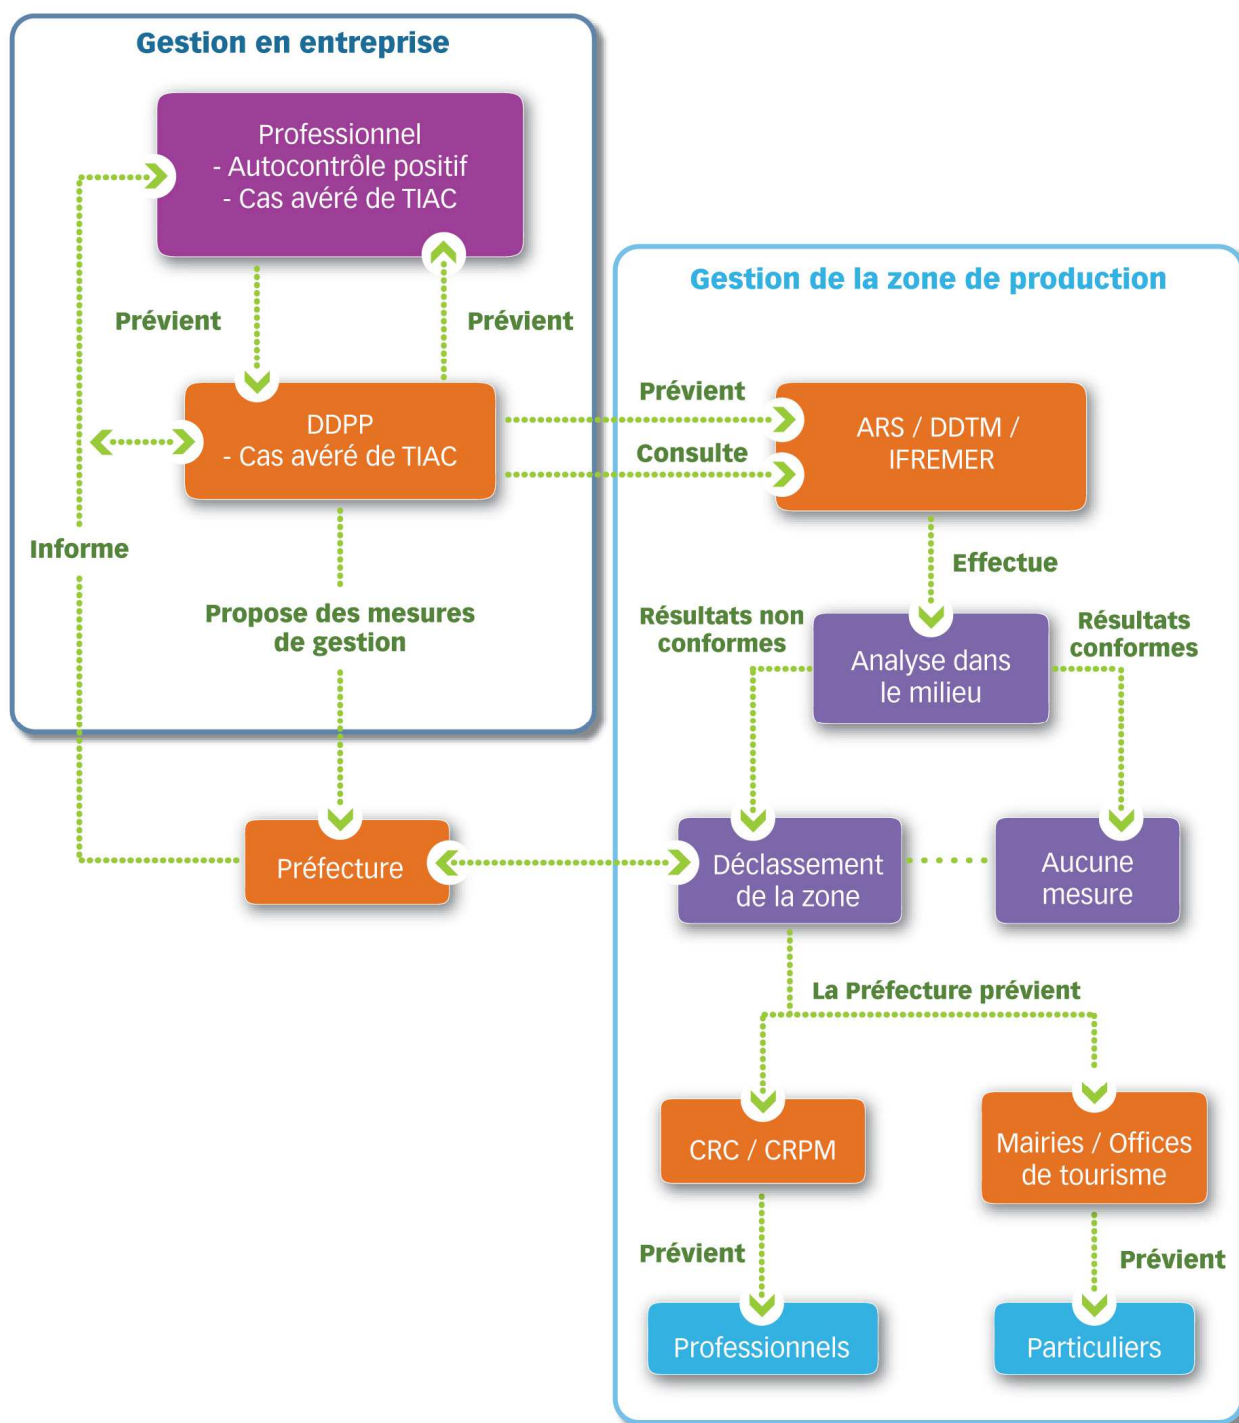 Gestion en entreprise
Professionnel
- Autocontrôle positif
- Cas avéré de TIAC
Prévient
Prévient
DDPP
- Cas avéré de TIAC
Informe
Propose des mesures
de gestion
Préfecture
Gestion de la zone de production
Prévient
Consulte
ARS / DDTM /
IFREMER
Effectue
Résultats non
conformes
Résultats
conformes
Analyse dans
le milieu
Déclassement
de la zone
Aucune
mesure
La Préfecture prévient
CRC / CRPM
Mairies / Offices
de tourisme
Prévient
Prévient
Professionnels
Particuliers